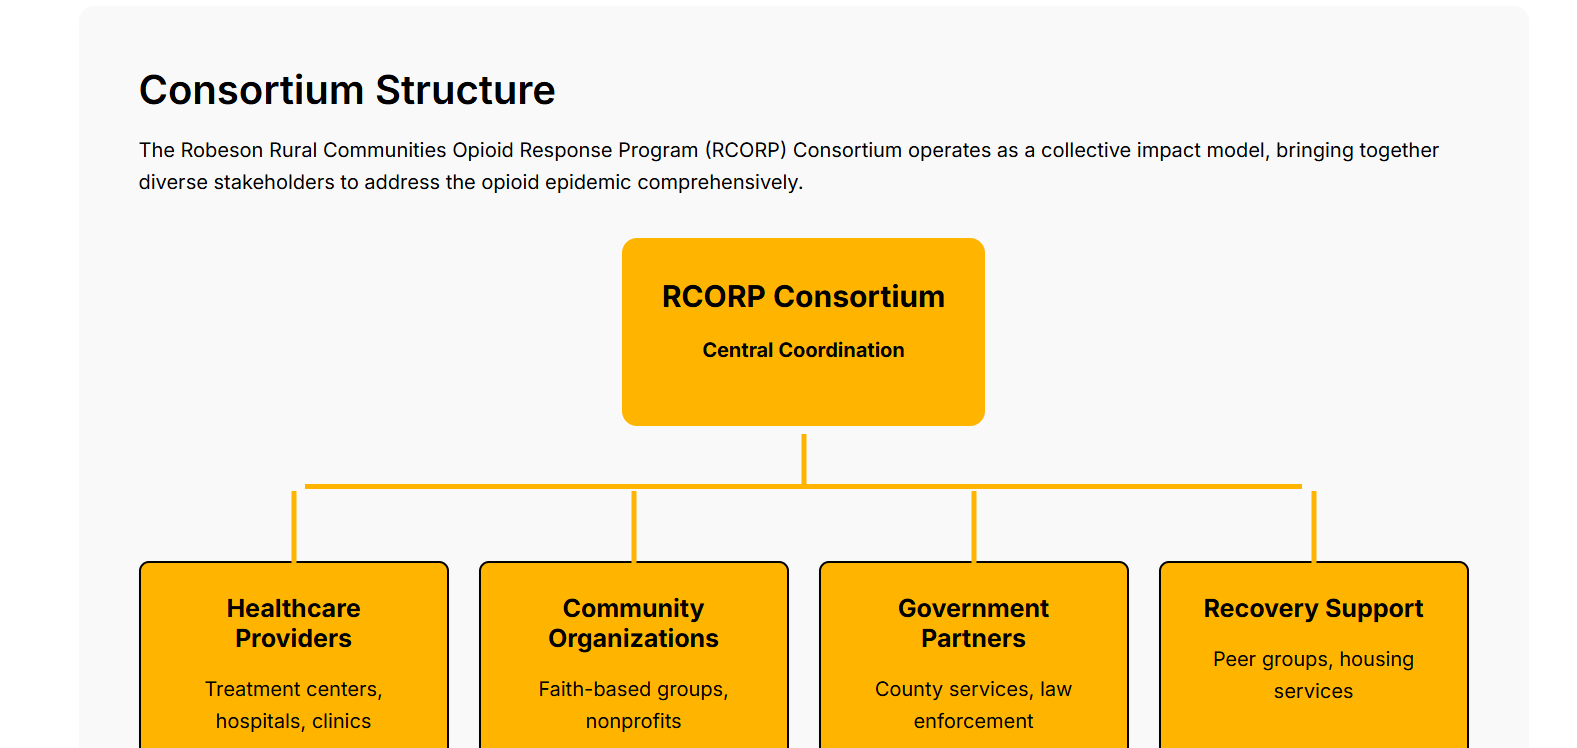 Consortium Structure
The Robeson Rural Communities Opioid Response Program (RCORP) Consortium operates as a collective impact model, bringing together
diverse stakeholders to address the opioid epidemic comprehensively.
RCORP Consortium
Central Coordination
Healthcare
Providers
Treatment centers,
hospitals, clinics
Community
Organizations
Faith-based groups,
nonprofits
Government
Partners
County services, law
enforcement
Recovery Support
Peer groups, housing
services